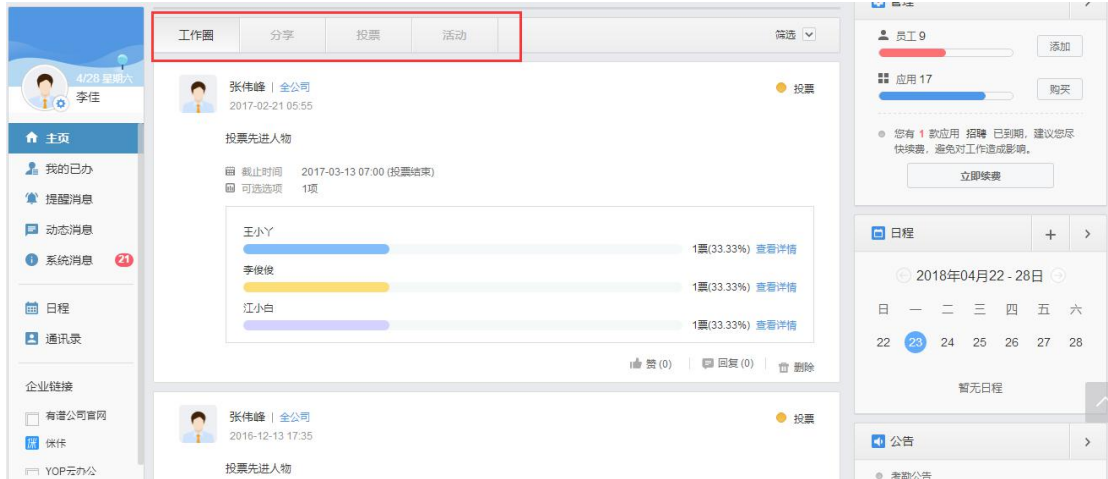 4/28 星期六
李佳
主页
我的已办
提醒消息
动态消息
系统消息 21
日程
通讯录
企业链接
有谱公司官网
咪卡
YOP云办公
工作圈 分享 投票 活动 筛选
张伟峰 | 全公司 投票
2017-02-21 05:55
投票先进人物
截止时间 2017-03-13 07:00 (投票结束)
可选选项 1项
王小丫
1票(33.33%) 查看详情
李俊俊
1票(33.33%) 查看详情
江小白
1票(33.33%) 查看详情
赞 (0) 回复 (0) 删除
张伟峰 | 全公司 投票
2016-12-13 17:35
投票先进人物
管理
员工 9
添加
应用 17
购买
您有 1 款应用 招聘 已到期，建议您尽
快续费，避免对工作造成影响。
立即续费
日程
2018年04月22 - 28日
日 一 二 三 四 五 六
22 23 24 25 26 27 28
暂无日程
公告
考勤公告